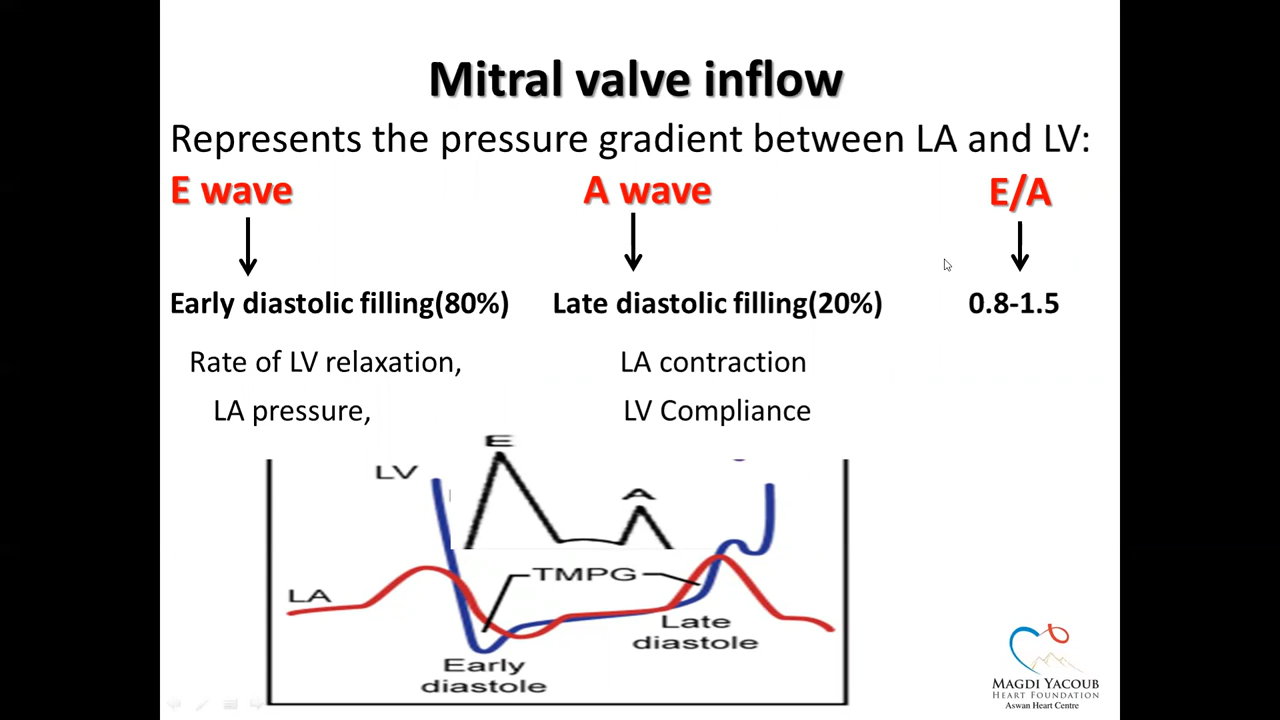 Mitral valve inflow
Represents the pressure gradient between LA and LV:
E wave
A wave
E/A
Early diastolic filling(80%)
Late diastolic filling(20%)
0.8-1.5
Rate of LV relaxation,
LA contraction
LA pressure,
LV Compliance
E
LV
A
TMPG
LA
Late
diastole
Early
diastole
MAGDI YACOUB
HEART FOUNDATION
Aswan Heart Centre